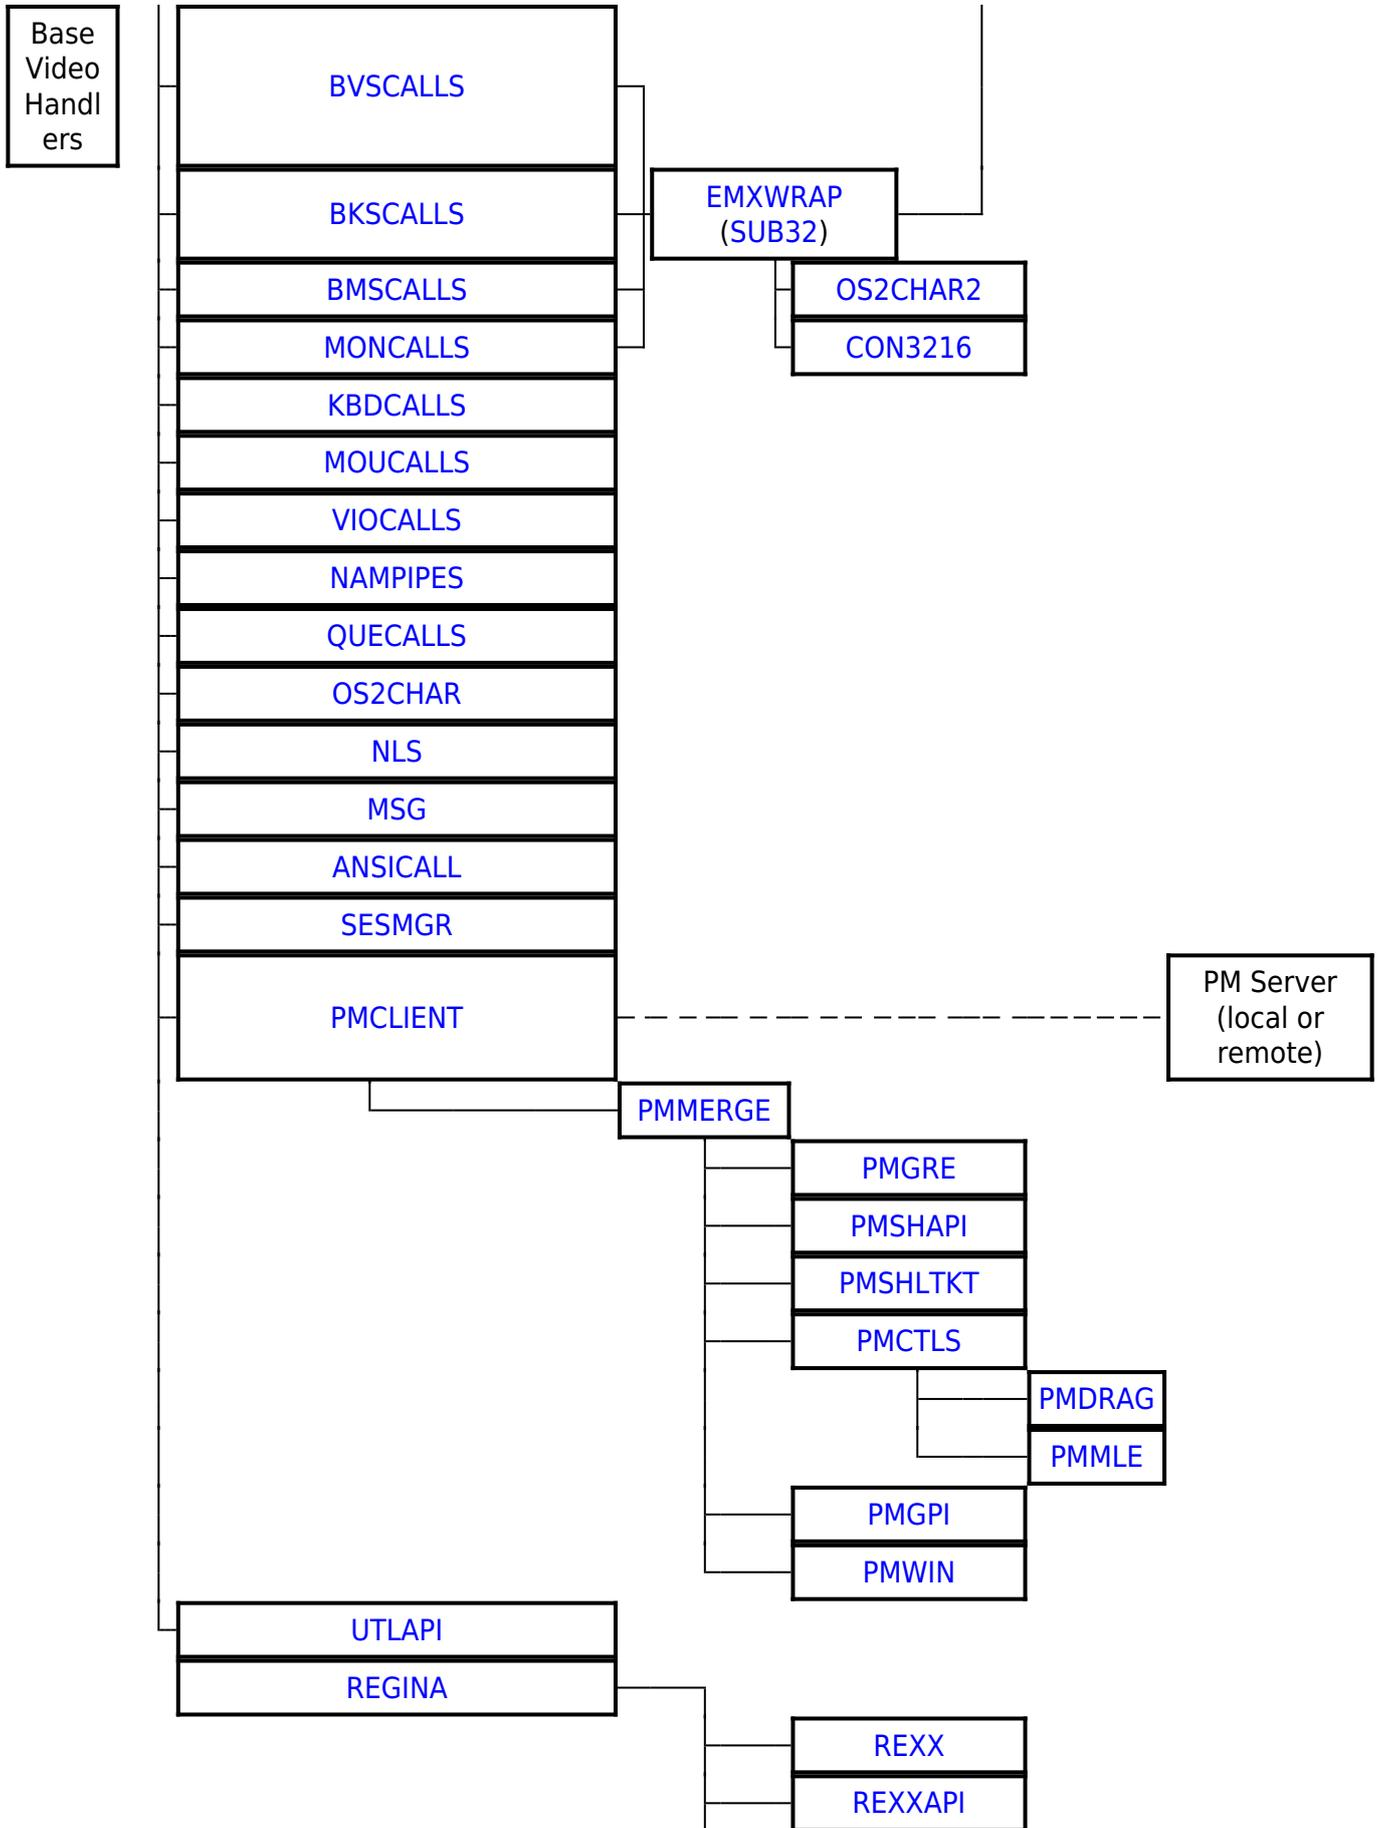 Base
Video
Handl
ers
BVSCALLS
BKSCALLS
EMXWRAP
(SUB32)
BMSCALLS
OS2CHAR2
MONCALLS
CON3216
KBDCALLS
MOUCALLS
VIOCALLS
NAMPIPES
QUECALLS
OS2CHAR
NLS
MSG
ANSICALL
SESMGR
PMCLIENT
PM Server
(local or
remote)
PMMERGE
PMGRE
PMSHAPI
PMSHLTKT
PMCTLS
PMDRAG
PMMLE
PMGPI
PMWIN
UTLAPI
REGINA
REXX
REXXAPI